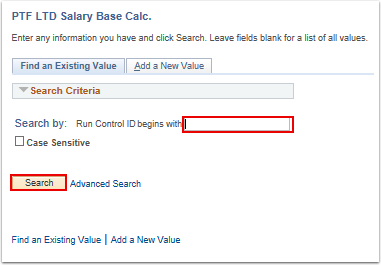 PTF LTD Salary Base Calc.
Enter any information you have and click Search. Leave fields blank for a list of all values.
Find an Existing Value Add a New Value
Search Criteria
Search by: Run Control ID begins with
Case Sensitive
Search Advanced Search
Find an Existing Value | Add a New Value